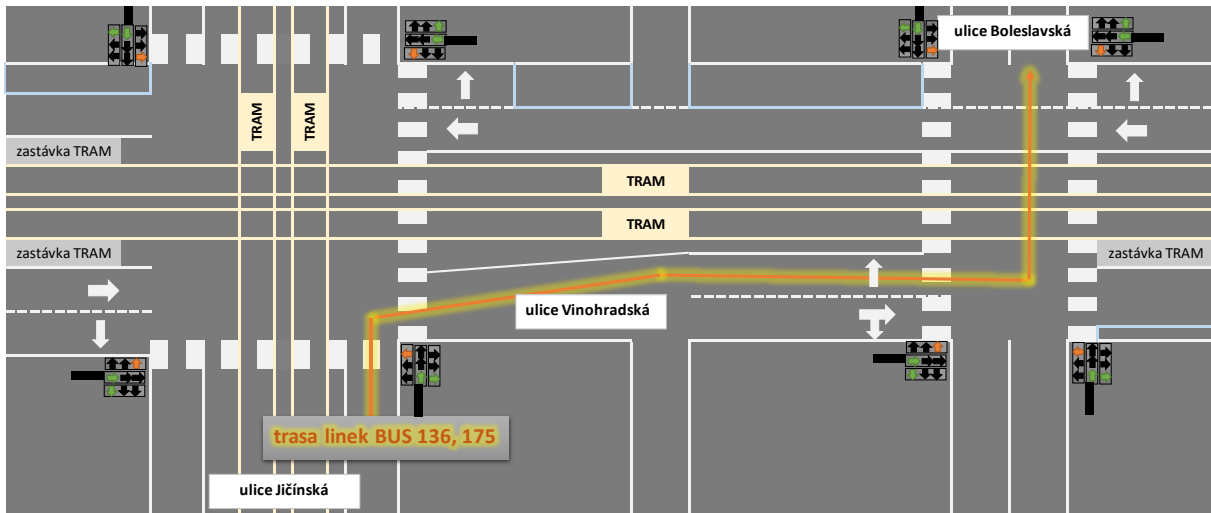 ulice Boleslavská
TRAM
TRAM
zastávka TRAM
TRAM
TRAM
zastávka TRAM
zastávka TRAM
ulice Vinohradská
trasa linek BUS 136, 175
ulice Jičínská